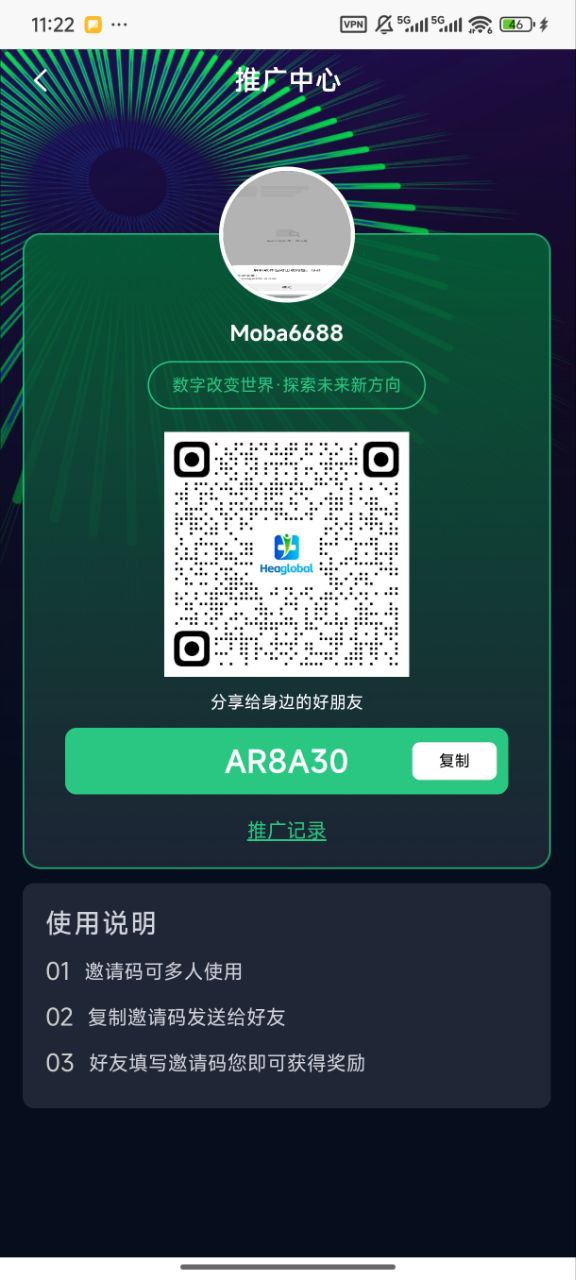 11:22
VPN 5G 5G 6 46
推广中心
Moba6688
数字改变世界·探索未来新方向
Heaglobal
分享给身边的好朋友
AR8A30 复制
推广记录
使用说明
01 邀请码可多人使用
02 复制邀请码发送给好友
03 好友填写邀请码您即可获得奖励